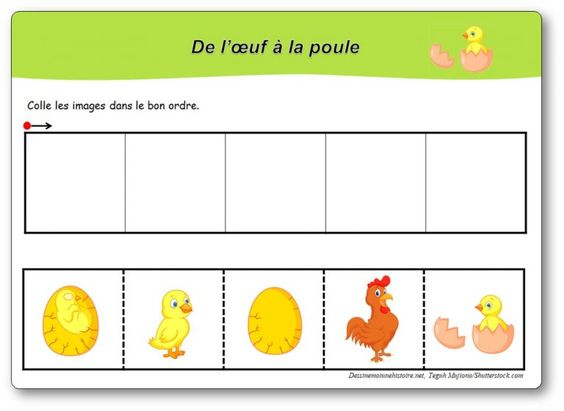 De l'œuf à la poule
Colle les images dans le bon ordre.
Dessinemoiunehistoire.net, Teguh Mujiono/Shutterstock.com